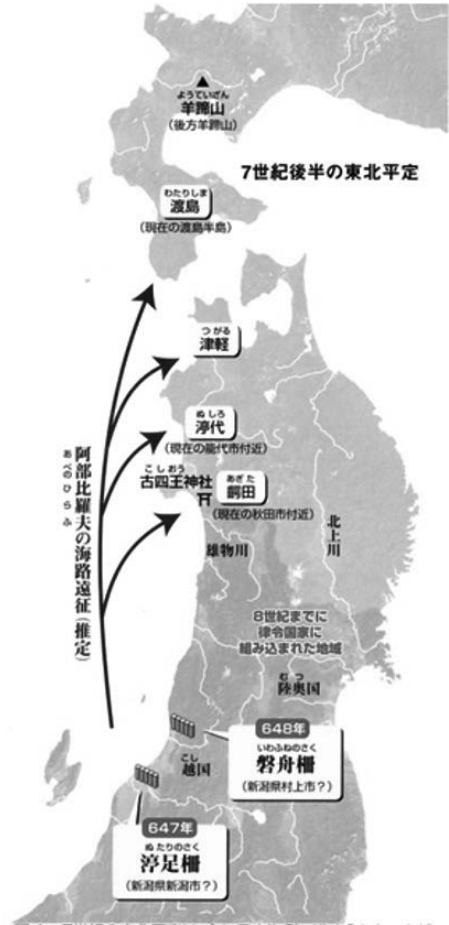 ようていざん
羊蹄山
(後方羊蹄山)
7世紀後半の東北平定
わたりしま
渡島
(現在の渡島半島)
つがる
津軽
ぬしろ
渟代
(現在の能代市付近)
こしおう
古四王神社
あぎた
齶田
(現在の秋田市付近)
雄物川
北上川
阿部比羅夫の海路遠征(推定)
あべのひらふ
8世紀までに
律令国家に
組み込まれた地域
むつ
陸奥国
648年
いわふねのさく
磐舟柵
(新潟県村上市?)
こし
越国
647年
ぬたりのさく
渟足柵
(新潟県新潟市?)